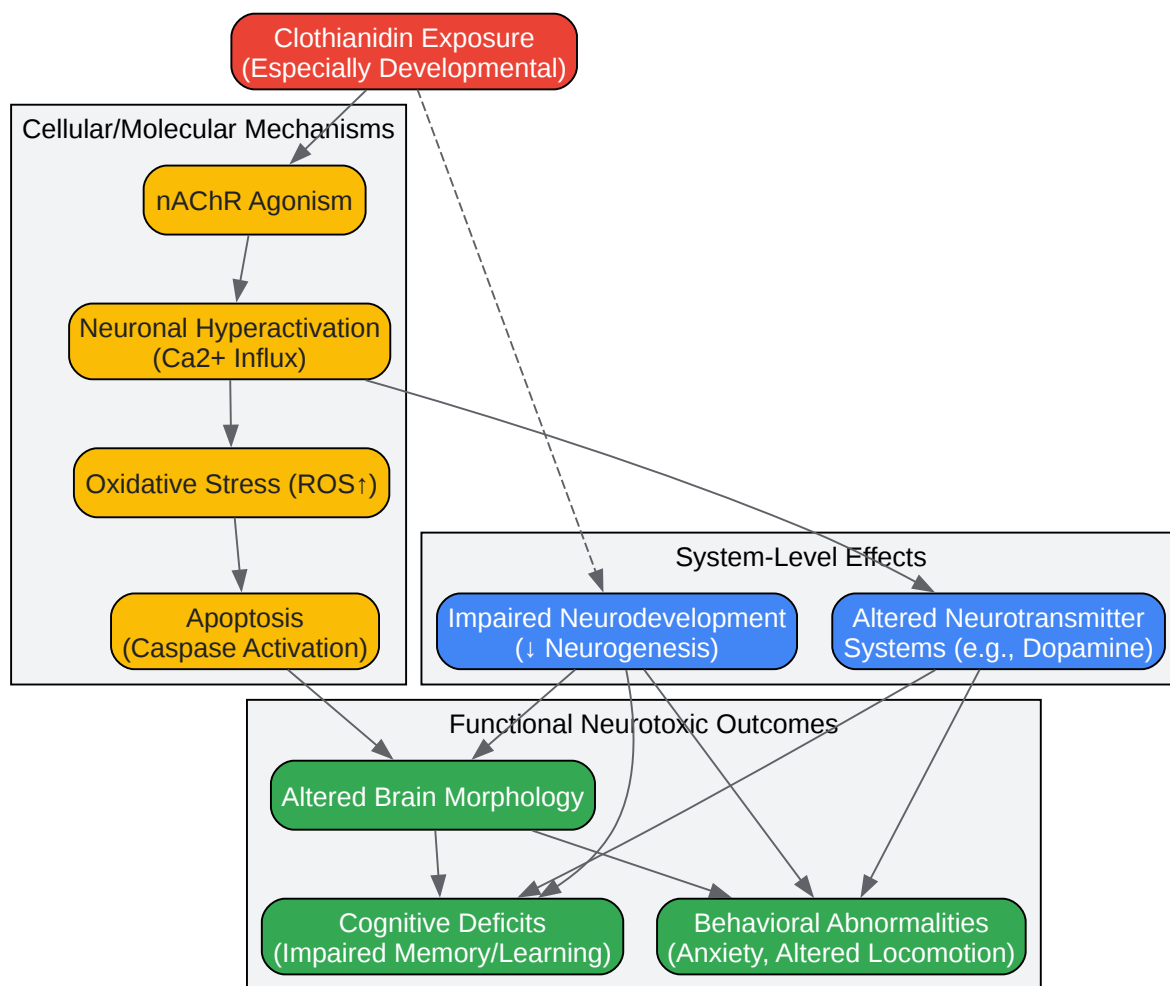 Clothianidin Exposure
(Especially Developmental)
Cellular/Molecular Mechanisms
nAChR Agonism
Neuronal Hyperactivation
(Ca2+ Influx)
Oxidative Stress (ROS↑)
Apoptosis
(Caspase Activation)
System-Level Effects
Impaired Neurodevelopment
(↓ Neurogenesis)
Altered Neurotransmitter
Systems (e.g., Dopamine)
Functional Neurotoxic Outcomes
Altered Brain Morphology
Cognitive Deficits
(Impaired Memory/Learning)
Behavioral Abnormalities
(Anxiety, Altered Locomotion)